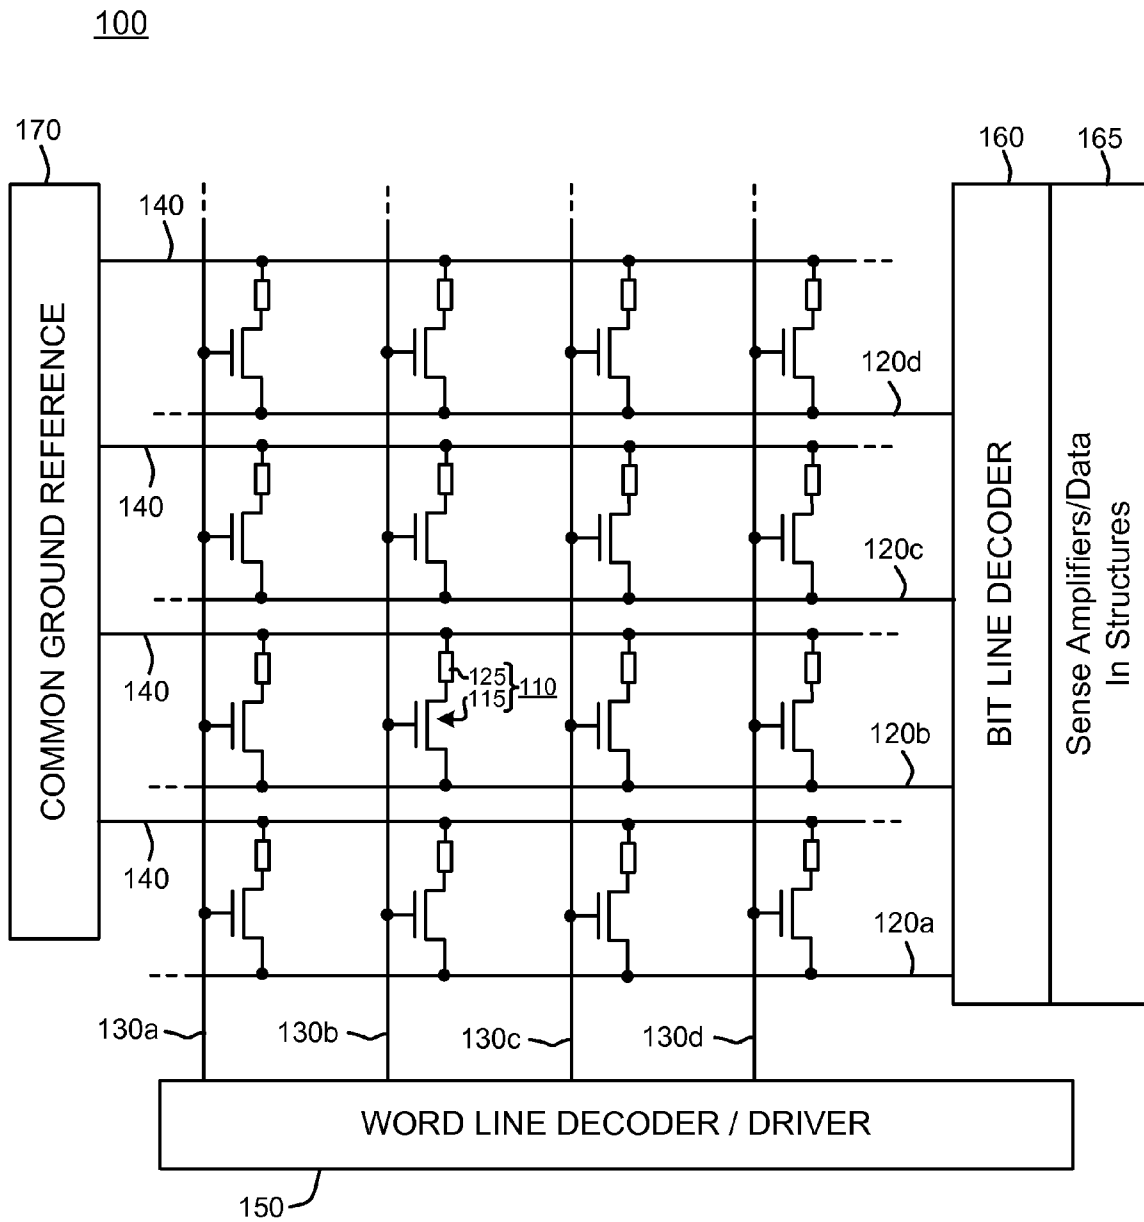 100
170
160
165
140
120d
140
120c
140
125
110
115
120b
140
120a
COMMON GROUND REFERENCE
BIT LINE DECODER
Sense Amplifiers/Data
In Structures
130a
130b
130c
130d
WORD LINE DECODER / DRIVER
150